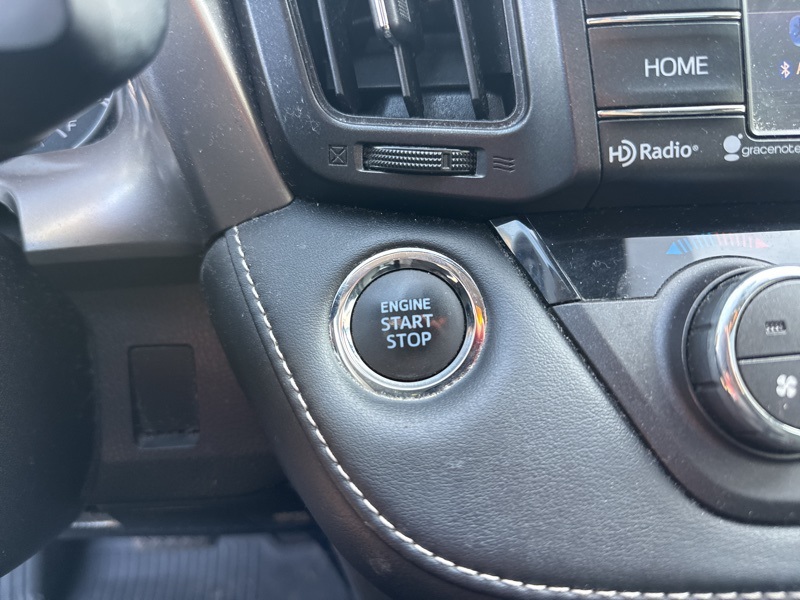 HOME
HD Radio®
gracenote
ENGINE
START
STOP
F